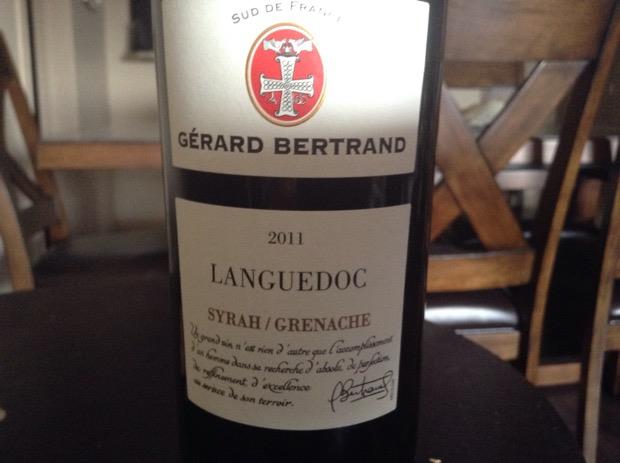 SUD DE FRANCE
GÉRARD BERTRAND
2011
LANGUEDOC
SYRAH / GRENACHE
Un grand vin n'est rien d'autre que l'accomplissement
d'un homme dans sa recherche d'absolu, de perfection,
de raffinement, d'excellence
au service de son terroir.
GBertrand